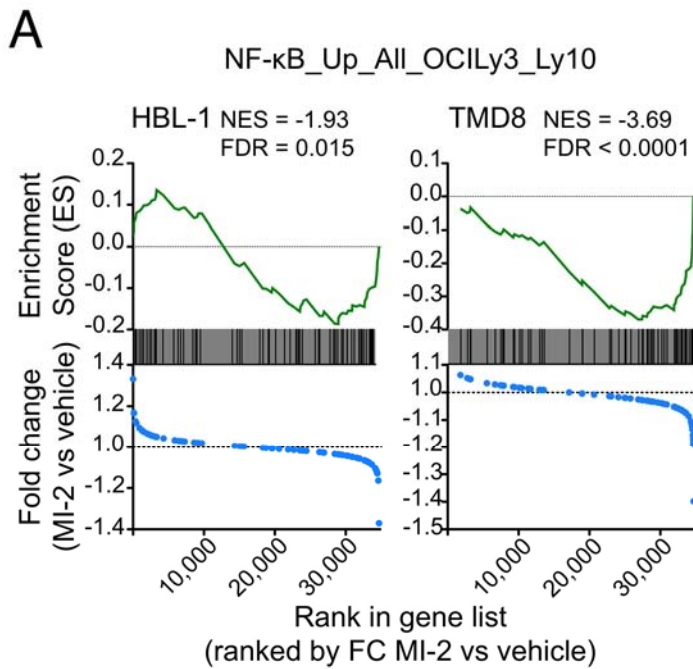 A
NF-κB_Up_All_OCILy3_Ly10
HBL-1 NES = -1.93
FDR = 0.015
TMD8 NES = -3.69
FDR < 0.0001
Enrichment
Score (ES)
0.2
0.1
0.0
-0.1
-0.2
0.1
0.0
-0.1
-0.2
-0.3
-0.4
Fold change
(MI-2 vs vehicle)
1.4
1.2
1.0
-1.2
-1.4
1.1
1.0
-1.1
-1.2
-1.3
-1.4
-1.5
10,000
20,000
30,000
10,000
20,000
30,000
Rank in gene list
(ranked by FC MI-2 vs vehicle)